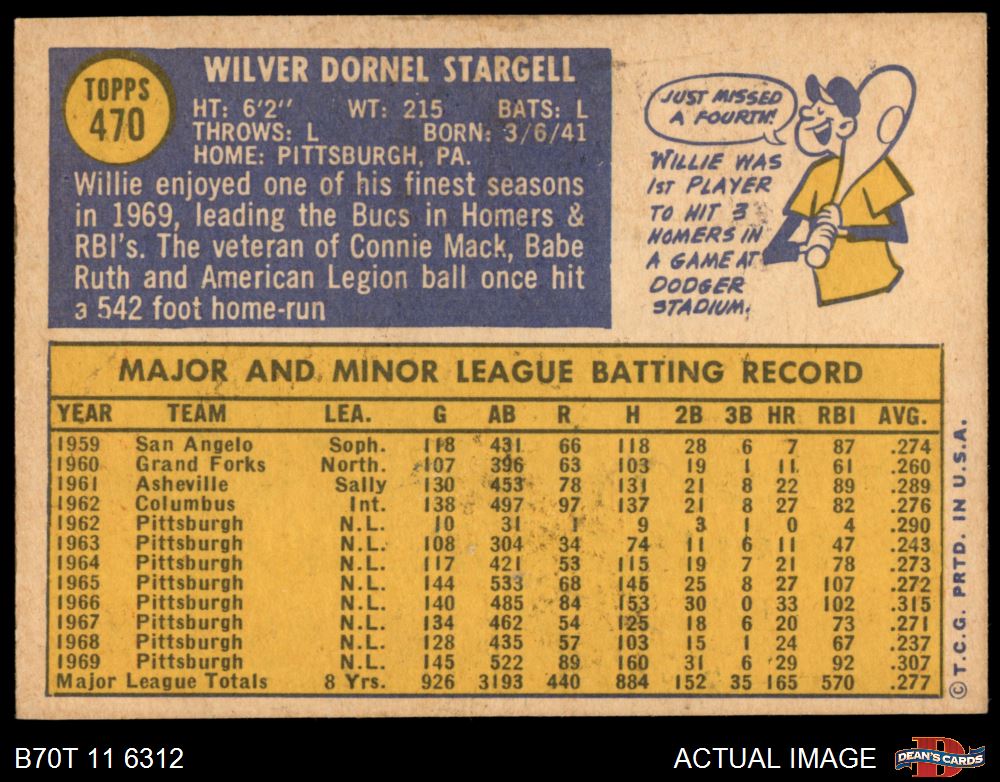 TOPPS
470
WILVER DORNEL STARGELL
HT: 6'2" WT: 215 BATS: L
THROWS: L BORN: 3/6/41
HOME: PITTSBURGH, PA.
Willie enjoyed one of his finest seasons
in 1969, leading the Bucs in Homers &
RBI's. The veteran of Connie Mack, Babe
Ruth and American Legion ball once hit
a 542 foot home-run
JUST MISSED
A FOURTH!
WILLIE WAS
1ST PLAYER
TO HIT 3
HOMERS IN
A GAME AT
DODGER
STADIUM.
MAJOR AND MINOR LEAGUE BATTING RECORD
YEAR TEAM LEA. G AB R H 2B 3B HR RBI AVG.
1959 San Angelo Soph. 118 431 66 118 28 6 7 87 .274
1960 Grand Forks North. 107 396 63 103 19 1 11 61 .260
1961 Asheville Sally 130 453 78 131 21 8 22 89 .289
1962 Columbus Int. 138 497 97 137 21 8 27 82 .276
1962 Pittsburgh N.L. 10 31 1 9 3 1 0 4 .290
1963 Pittsburgh N.L. 108 304 34 74 11 6 11 47 .243
1964 Pittsburgh N.L. 117 421 53 115 19 7 21 78 .273
1965 Pittsburgh N.L. 144 533 68 145 25 8 27 107 .272
1966 Pittsburgh N.L. 140 485 84 153 30 0 33 102 .315
1967 Pittsburgh N.L. 134 462 54 125 18 6 20 73 .271
1968 Pittsburgh N.L. 128 435 57 103 15 1 24 67 .237
1969 Pittsburgh N.L. 145 522 89 160 31 6 29 92 .307
Major League Totals 8 Yrs. 926 3193 440 884 152 35 165 570 .277
© T.C.G. PRTD. IN U.S.A.
B70T 11 6312
ACTUAL IMAGE
D
DEAN'S CARDS